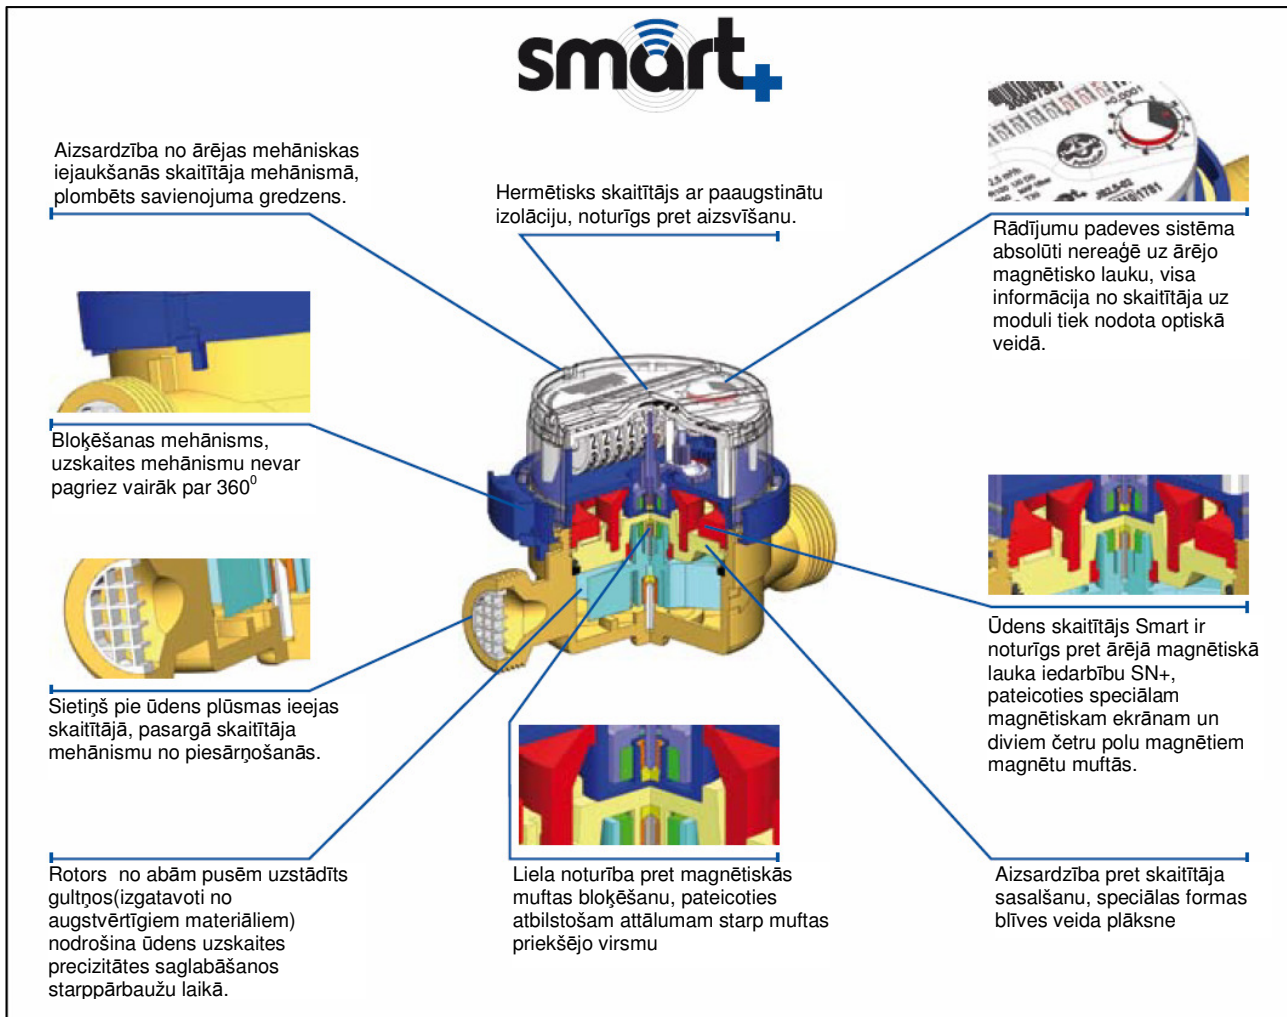 smart+
Aizsardzība no ārējas mehāniskas
iejaukšanās skaitītāja mehānismā,
plombēts savienojuma gredzens.
Hermētisks skaitītājs ar paaugstinātu
izolāciju, noturīgs pret aizsvīšanu.
×0,0001
Rādījumu padeves sistēma
absolūti nereaģē uz ārējo
magnētisko lauku, visa
informācija no skaitītāja uz
moduli tiek nodota optiskā
veidā.
Bloķēšanas mehānisms,
uzskaites mehānismu nevar
pagriez vairāk par 360⁰
Sietiņš pie ūdens plūsmas ieejas
skaitītājā, pasargā skaitītāja
mehānismu no piesārņošanās.
Ūdens skaitītājs Smart ir
noturīgs pret ārējā magnētiskā
lauka iedarbību SN+,
pateicoties speciālam
magnētiskam ekrānam un
diviem četru polu magnētiem
magnētu muftās.
Rotors no abām pusēm uzstādīts
gultņos(izgatavoti no
augstvērtīgiem materiāliem)
nodrošina ūdens uzskaites
precizitātes saglabāšanos
starppārbaužu laikā.
Liela noturība pret magnētiskās
muftas bloķēšanu, pateicoties
atbilstošam attālumam starp muftas
priekšējo virsmu
Aizsardzība pret skaitītāja
sasalšanu, speciālas formas
blīves veida plāksne